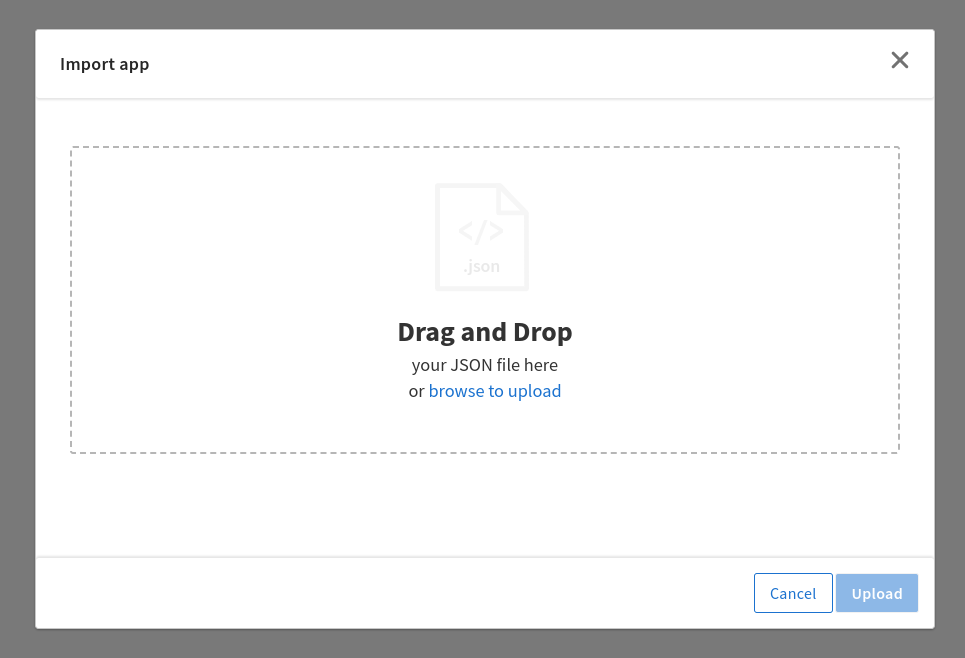 Import app
</>
.json
Drag and Drop
your JSON file here
or browse to upload
Cancel
Upload